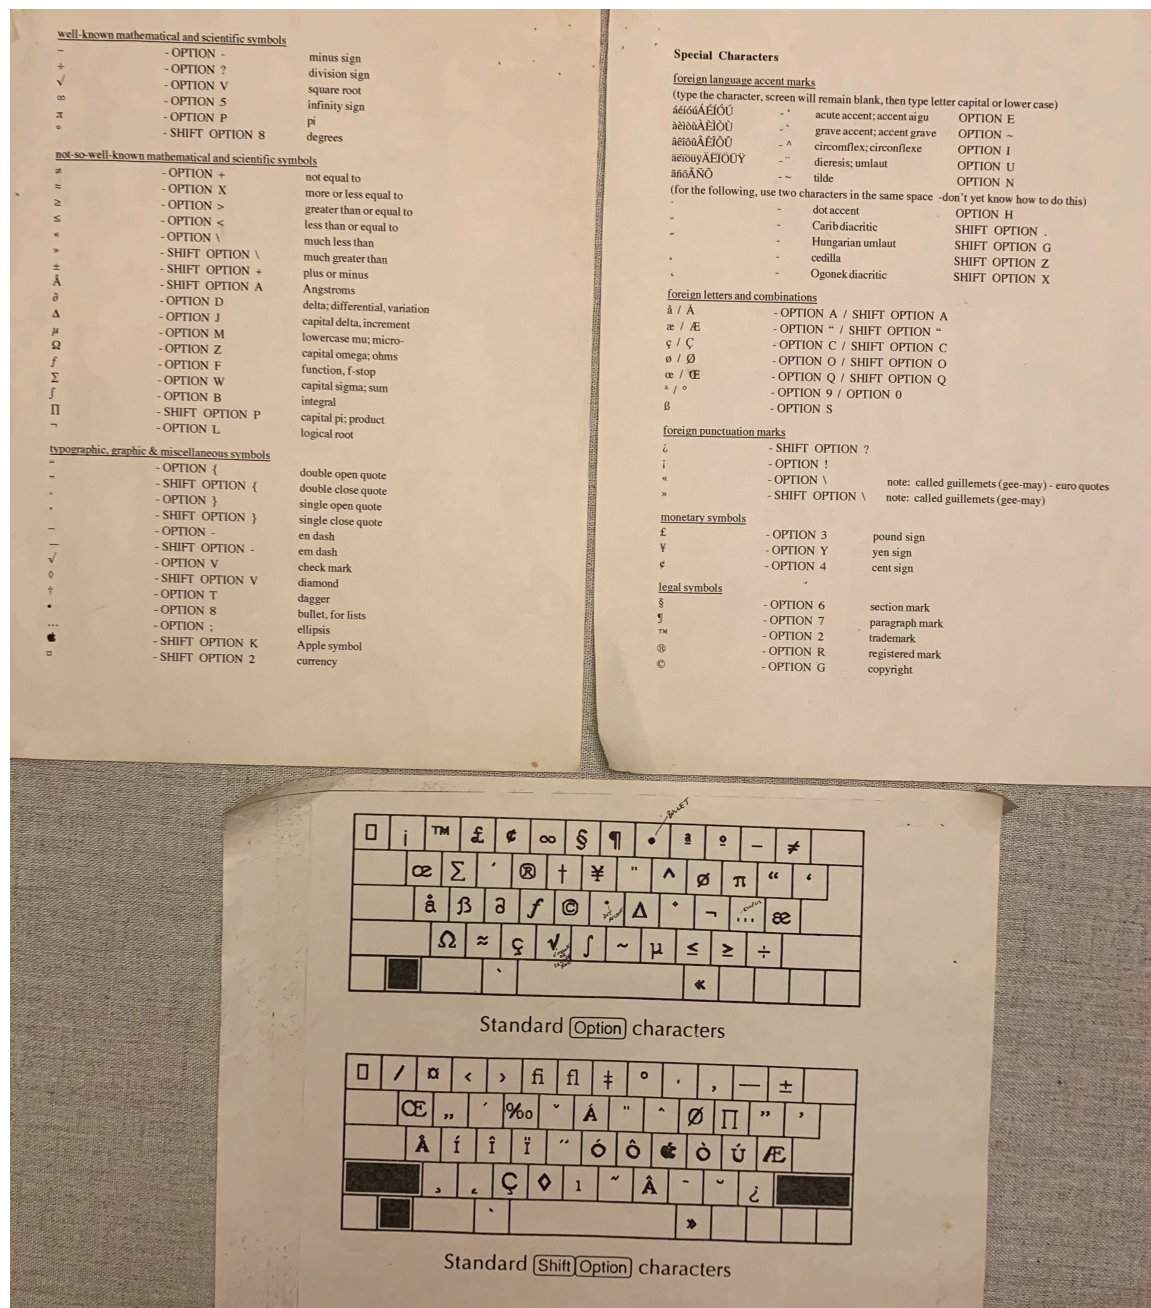 well-known mathematical and scientific symbols
– - OPTION - minus sign
÷ - OPTION ? division sign
√ - OPTION V square root
∞ - OPTION 5 infinity sign
π - OPTION P pi
° - SHIFT OPTION 8 degrees
not-so-well-known mathematical and scientific symbols
≠ - OPTION + not equal to
≈ - OPTION X more or less equal to
≥ - OPTION > greater than or equal to
≤ - OPTION < less than or equal to
« - OPTION \ much less than
» - SHIFT OPTION \ much greater than
± - SHIFT OPTION + plus or minus
Å - SHIFT OPTION A Angstroms
∂ - OPTION D delta; differential, variation
Δ - OPTION J capital delta, increment
μ - OPTION M lowercase mu; micro-
Ω - OPTION Z capital omega; ohms
ƒ - OPTION F function, f-stop
Σ - OPTION W capital sigma; sum
∫ - OPTION B integral
∏ - SHIFT OPTION P capital pi; product
¬ - OPTION L logical root
typographic, graphic & miscellaneous symbols
“ - OPTION { double open quote
” - SHIFT OPTION { double close quote
‘ - OPTION } single open quote
’ - SHIFT OPTION } single close quote
– - OPTION - en dash
— - SHIFT OPTION - em dash
√ - OPTION V check mark
◊ - SHIFT OPTION V diamond
† - OPTION T dagger
• - OPTION 8 bullet, for lists
… - OPTION ; ellipsis
 - SHIFT OPTION K Apple symbol
¤ - SHIFT OPTION 2 currency
Special Characters
foreign language accent marks
(type the character, screen will remain blank, then type letter capital or lower case)
áéíóúÁÉÍÓÚ - ´ acute accent; accent aigu OPTION E
àèìòùÀÈÌÒÙ - ` grave accent; accent grave OPTION ~
âêîôûÂÊÎÔÛ - ^ circomflex; circonflexe OPTION I
äëïöüÿÄËÏÖÜŸ - ¨ dieresis; umlaut OPTION U
ãñõÃÑÕ - ~ tilde OPTION N
(for the following, use two characters in the same space -don't yet know how to do this)
˙ - dot accent OPTION H
- Carib diacritic SHIFT OPTION .
˝ - Hungarian umlaut SHIFT OPTION G
¸ - cedilla SHIFT OPTION Z
˛ - Ogonek diacritic SHIFT OPTION X
foreign letters and combinations
å / Å - OPTION A / SHIFT OPTION A
æ / Æ - OPTION “ / SHIFT OPTION “
ç / Ç - OPTION C / SHIFT OPTION C
ø / Ø - OPTION O / SHIFT OPTION O
œ / Œ - OPTION Q / SHIFT OPTION Q
ª / º - OPTION 9 / OPTION 0
ß - OPTION S
foreign punctuation marks
¿ - SHIFT OPTION ?
¡ - OPTION !
« - OPTION \ note: called guillemets (gee-may) - euro quotes
» - SHIFT OPTION \ note: called guillemets (gee-may)
monetary symbols
£ - OPTION 3 pound sign
¥ - OPTION Y yen sign
¢ - OPTION 4 cent sign
legal symbols
§ - OPTION 6 section mark
¶ - OPTION 7 paragraph mark
™ - OPTION 2 trademark
® - OPTION R registered mark
© - OPTION G copyright
BULLET
¡ ™ £ ¢ ∞ § ¶ • ª º – ≠
œ Σ ´ ® † ¥ ¨ ^ ø π “ ‘
å ß ∂ ƒ © ˙ Δ ° ¬ … æ
Ω ≈ ç √ ∫ ~ µ ≤ ≥ ÷
` «
Standard Option characters
/ ¤ ‹ › fi fl ‡ ° · ‚ — ±
Œ „ ´ ‰ ˇ Á ¨ ˆ Ø ∏ ” ’
Å Í Î Ï ˝ Ó Ô  Ò Ú Æ
¸ ˛ Ç ◊ ı ˜ Â ¯ ˘ ¿
` »
Standard Shift Option characters